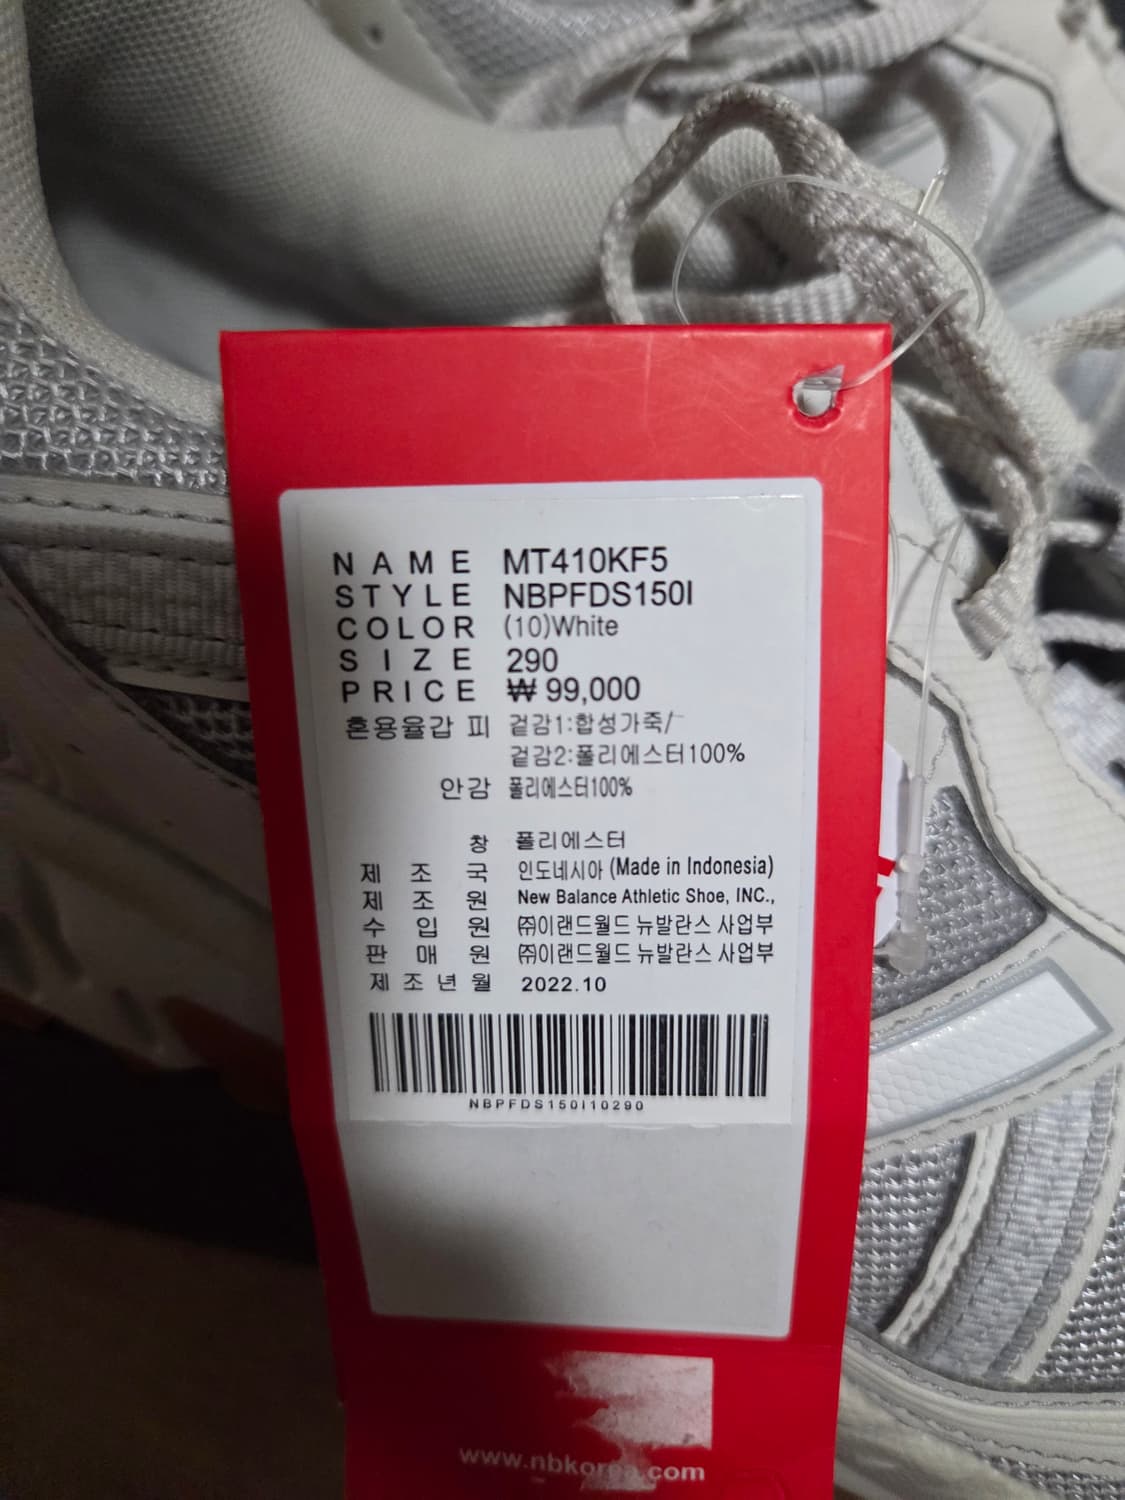 NAME MT410KF5
STYLE NBPFDS150I
COLOR (10)White
SIZE 290
PRICE ₩ 99,000
혼용율갑 피 겉감1:합성가죽/
겉감2:폴리에스터100%
안감 폴리에스터100%
창 폴리에스터
제 조 국 인도네시아 (Made in Indonesia)
제 조 원 New Balance Athletic Shoe, INC.,
수 입 원 ㈜이랜드월드 뉴발란스 사업부
판 매 원 ㈜이랜드월드 뉴발란스 사업부
제 조 년 월 2022.10
NBPFDS150I10290
www.nbkorea.com